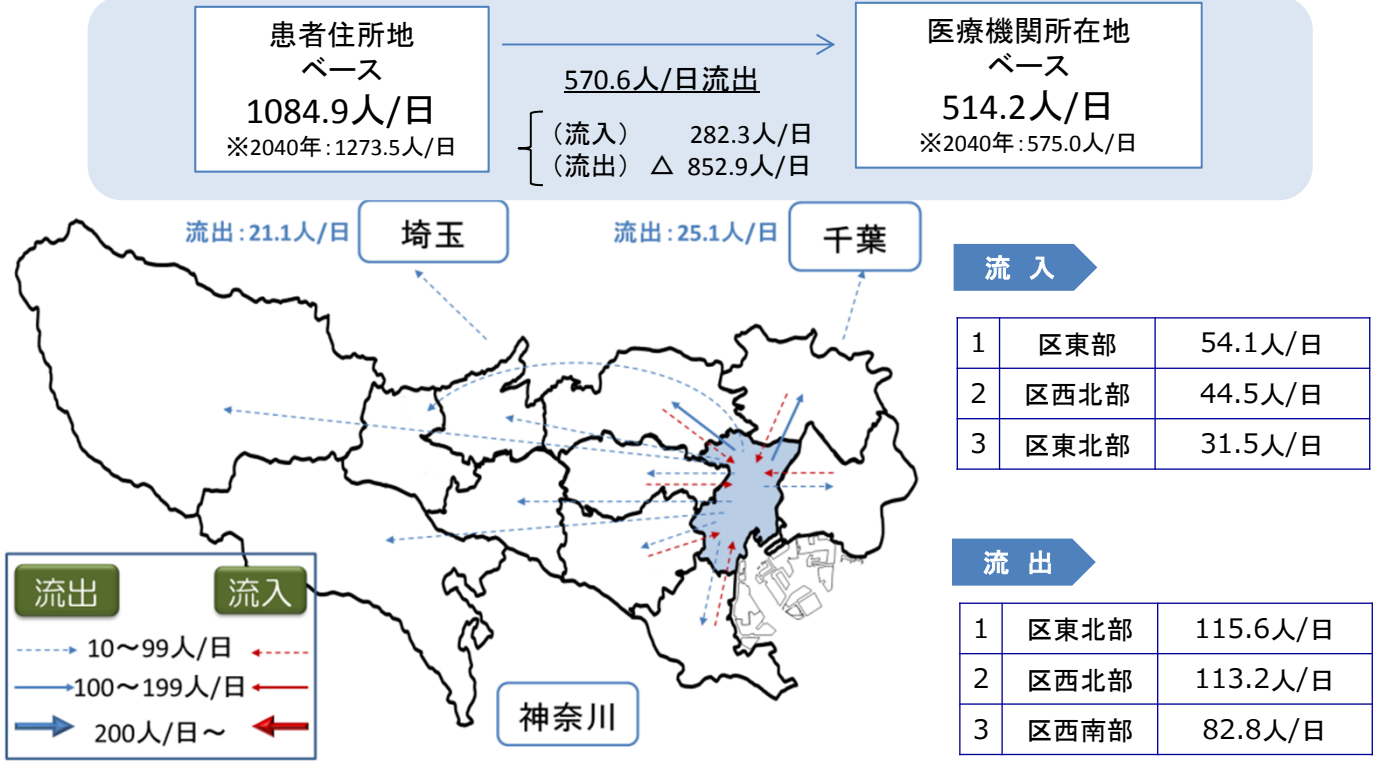 患者住所地
ベース
1084.9人/日
※2040年：1273.5人/日
570.6人/日流出
（流入） 282.3人/日
（流出） △ 852.9人/日
医療機関所在地
ベース
514.2人/日
※2040年：575.0人/日
流出：21.1人/日
埼玉
流出：25.1人/日
千葉
流 入
1 区東部 54.1人/日
2 区西北部 44.5人/日
3 区東北部 31.5人/日
流 出
1 区東北部 115.6人/日
2 区西北部 113.2人/日
3 区西南部 82.8人/日
流出 流入
10～99人/日
100～199人/日
200人/日～
神奈川